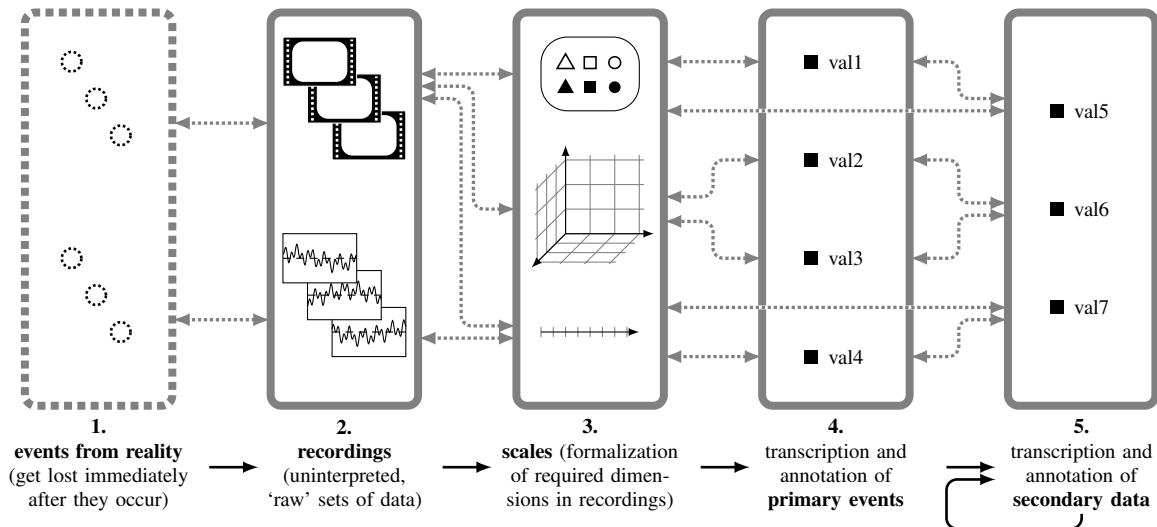 val1
val2
val3
val4
val5
val6
val7
1.
events from reality
(get lost immediately
after they occur)
2.
recordings
(uninterpreted,
‘raw’ sets of data)
3.
scales (formalization
of required dimen-
sions in recordings)
4.
transcription and
annotation of
primary events
5.
transcription and
annotation of
secondary data